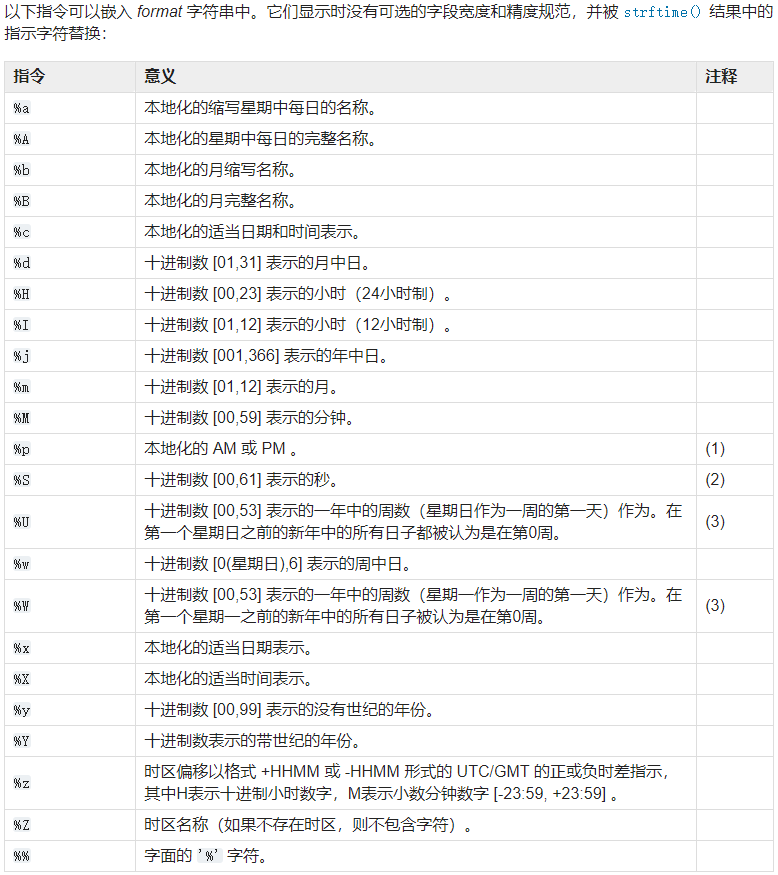 以下指令可以嵌入 format 字符串中。它们显示时没有可选的字段宽度和精度规范，并被 strftime() 结果中的
指示字符替换：
指令 意义 注释
%a 本地化的缩写星期中每日的名称。
%A 本地化的星期中每日的完整名称。
%b 本地化的月缩写名称。
%B 本地化的月完整名称。
%c 本地化的适当日期和时间表示。
%d 十进制数 [01,31] 表示的月中日。
%H 十进制数 [00,23] 表示的小时（24小时制）。
%I 十进制数 [01,12] 表示的小时（12小时制）。
%j 十进制数 [001,366] 表示的年中日。
%m 十进制数 [01,12] 表示的月。
%M 十进制数 [00,59] 表示的分钟。
%p 本地化的 AM 或 PM 。 (1)
%S 十进制数 [00,61] 表示的秒。 (2)
%U 十进制数 [00,53] 表示的一年中的周数（星期日作为一周的第一天）作为。在 (3)
第一个星期日之前的新年中的所有日子都被认为是在第0周。
%w 十进制数 [0(星期日),6] 表示的周中日。
%W 十进制数 [00,53] 表示的一年中的周数（星期一作为一周的第一天）作为。在 (3)
第一个星期一之前的新年中的所有日子被认为是在第0周。
%x 本地化的适当日期表示。
%X 本地化的适当时间表示。
%y 十进制数 [00,99] 表示的没有世纪的年份。
%Y 十进制数表示的带世纪的年份。
%z 时区偏移以格式 +HHMM 或 -HHMM 形式的 UTC/GMT 的正或负时差指示，
其中H表示十进制小时数字，M表示小数分钟数字 [-23:59, +23:59] 。
%Z 时区名称（如果不存在时区，则不包含字符）。
%% 字面的 '%' 字符。